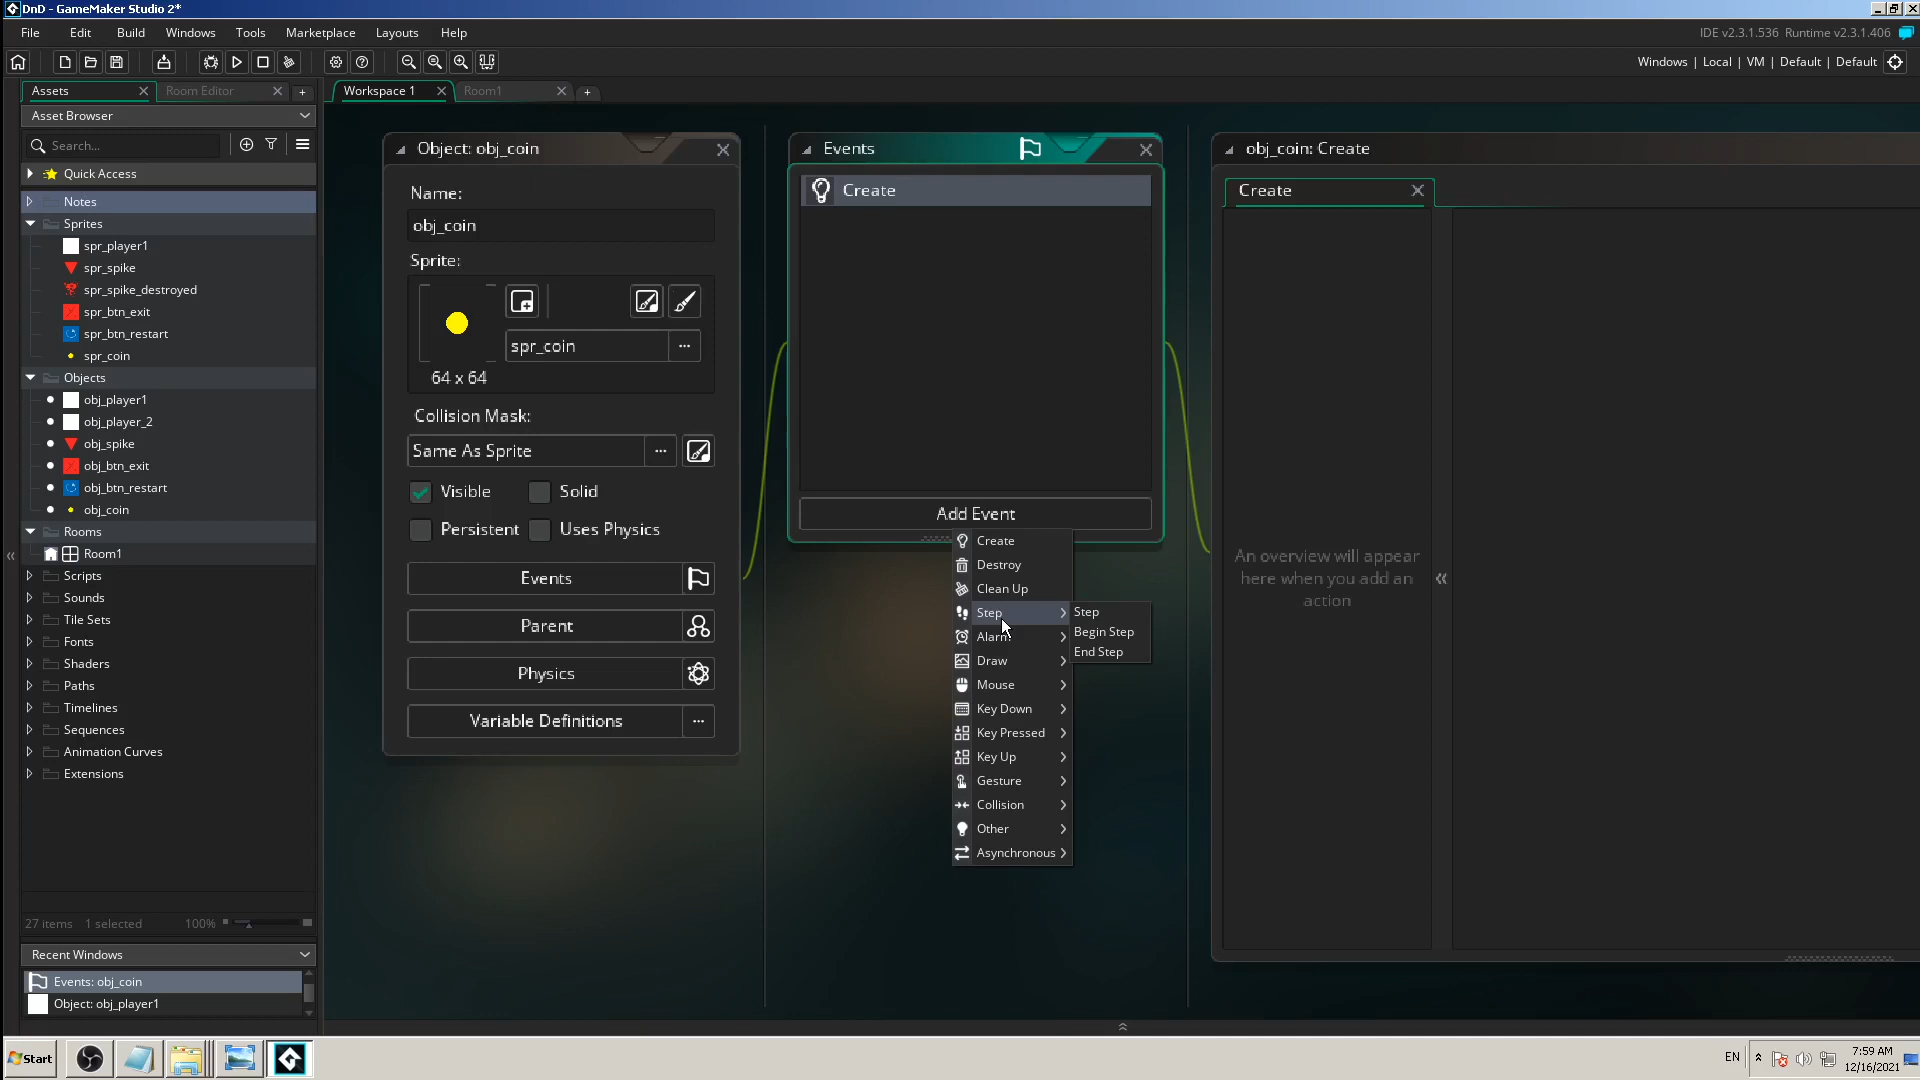 DnD - GameMaker Studio 2*
File Edit Build Windows Tools Marketplace Layouts Help
IDE v2.3.1.536 Runtime v2.3.1.406
Windows | Local | VM | Default | Default
Assets
Room Editor
Workspace 1
Room1
Asset Browser
Search...
Quick Access
Notes
Sprites
spr_player1
spr_spike
spr_spike_destroyed
spr_btn_exit
spr_btn_restart
spr_coin
Objects
obj_player1
obj_player_2
obj_spike
obj_btn_exit
obj_btn_restart
obj_coin
Rooms
Room1
Scripts
Sounds
Tile Sets
Fonts
Shaders
Paths
Timelines
Sequences
Animation Curves
Extensions
27 items 1 selected 100%
Recent Windows
Events: obj_coin
Object: obj_player1
Object: obj_coin
Name:
obj_coin
Sprite:
spr_coin
64 x 64
Collision Mask:
Same As Sprite
Visible Solid
Persistent Uses Physics
Events
Parent
Physics
Variable Definitions
Events
Create
Add Event
Create
Destroy
Clean Up
Step
Alarm
Draw
Mouse
Key Down
Key Pressed
Key Up
Gesture
Collision
Other
Asynchronous
Step
Begin Step
End Step
obj_coin: Create
Create
An overview will appear
here when you add an
action
Start
EN
7:59 AM
12/16/2021